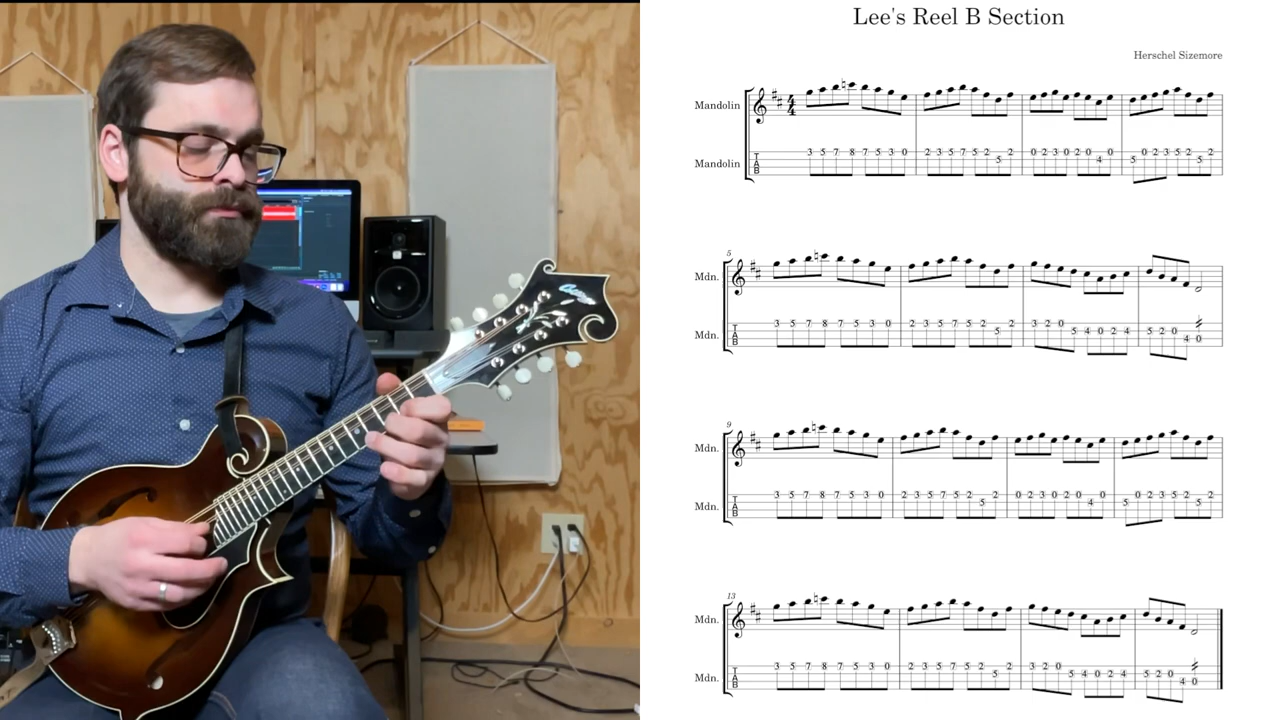 Lee's Reel B Section
Herschel Sizemore
Mandolin
4 4
Mandolin
T A B
3 5 7 8 7 5 3 0 2 3 5 7 5 2 5 2 0 2 3 0 2 0 4 0 5 0 2 3 5 2 5 2
5
Mdn.
Mdn.
T A B
3 5 7 8 7 5 3 0 2 3 5 7 5 2 5 2 3 2 0 5 4 0 2 4 5 2 0 4 0
9
Mdn.
Mdn.
T A B
3 5 7 8 7 5 3 0 2 3 5 7 5 2 5 2 0 2 3 0 2 0 4 0 5 0 2 3 5 2 5 2
13
Mdn.
Mdn.
T A B
3 5 7 8 7 5 3 0 2 3 5 7 5 2 5 2 3 2 0 5 4 0 2 4 5 2 0 4 0